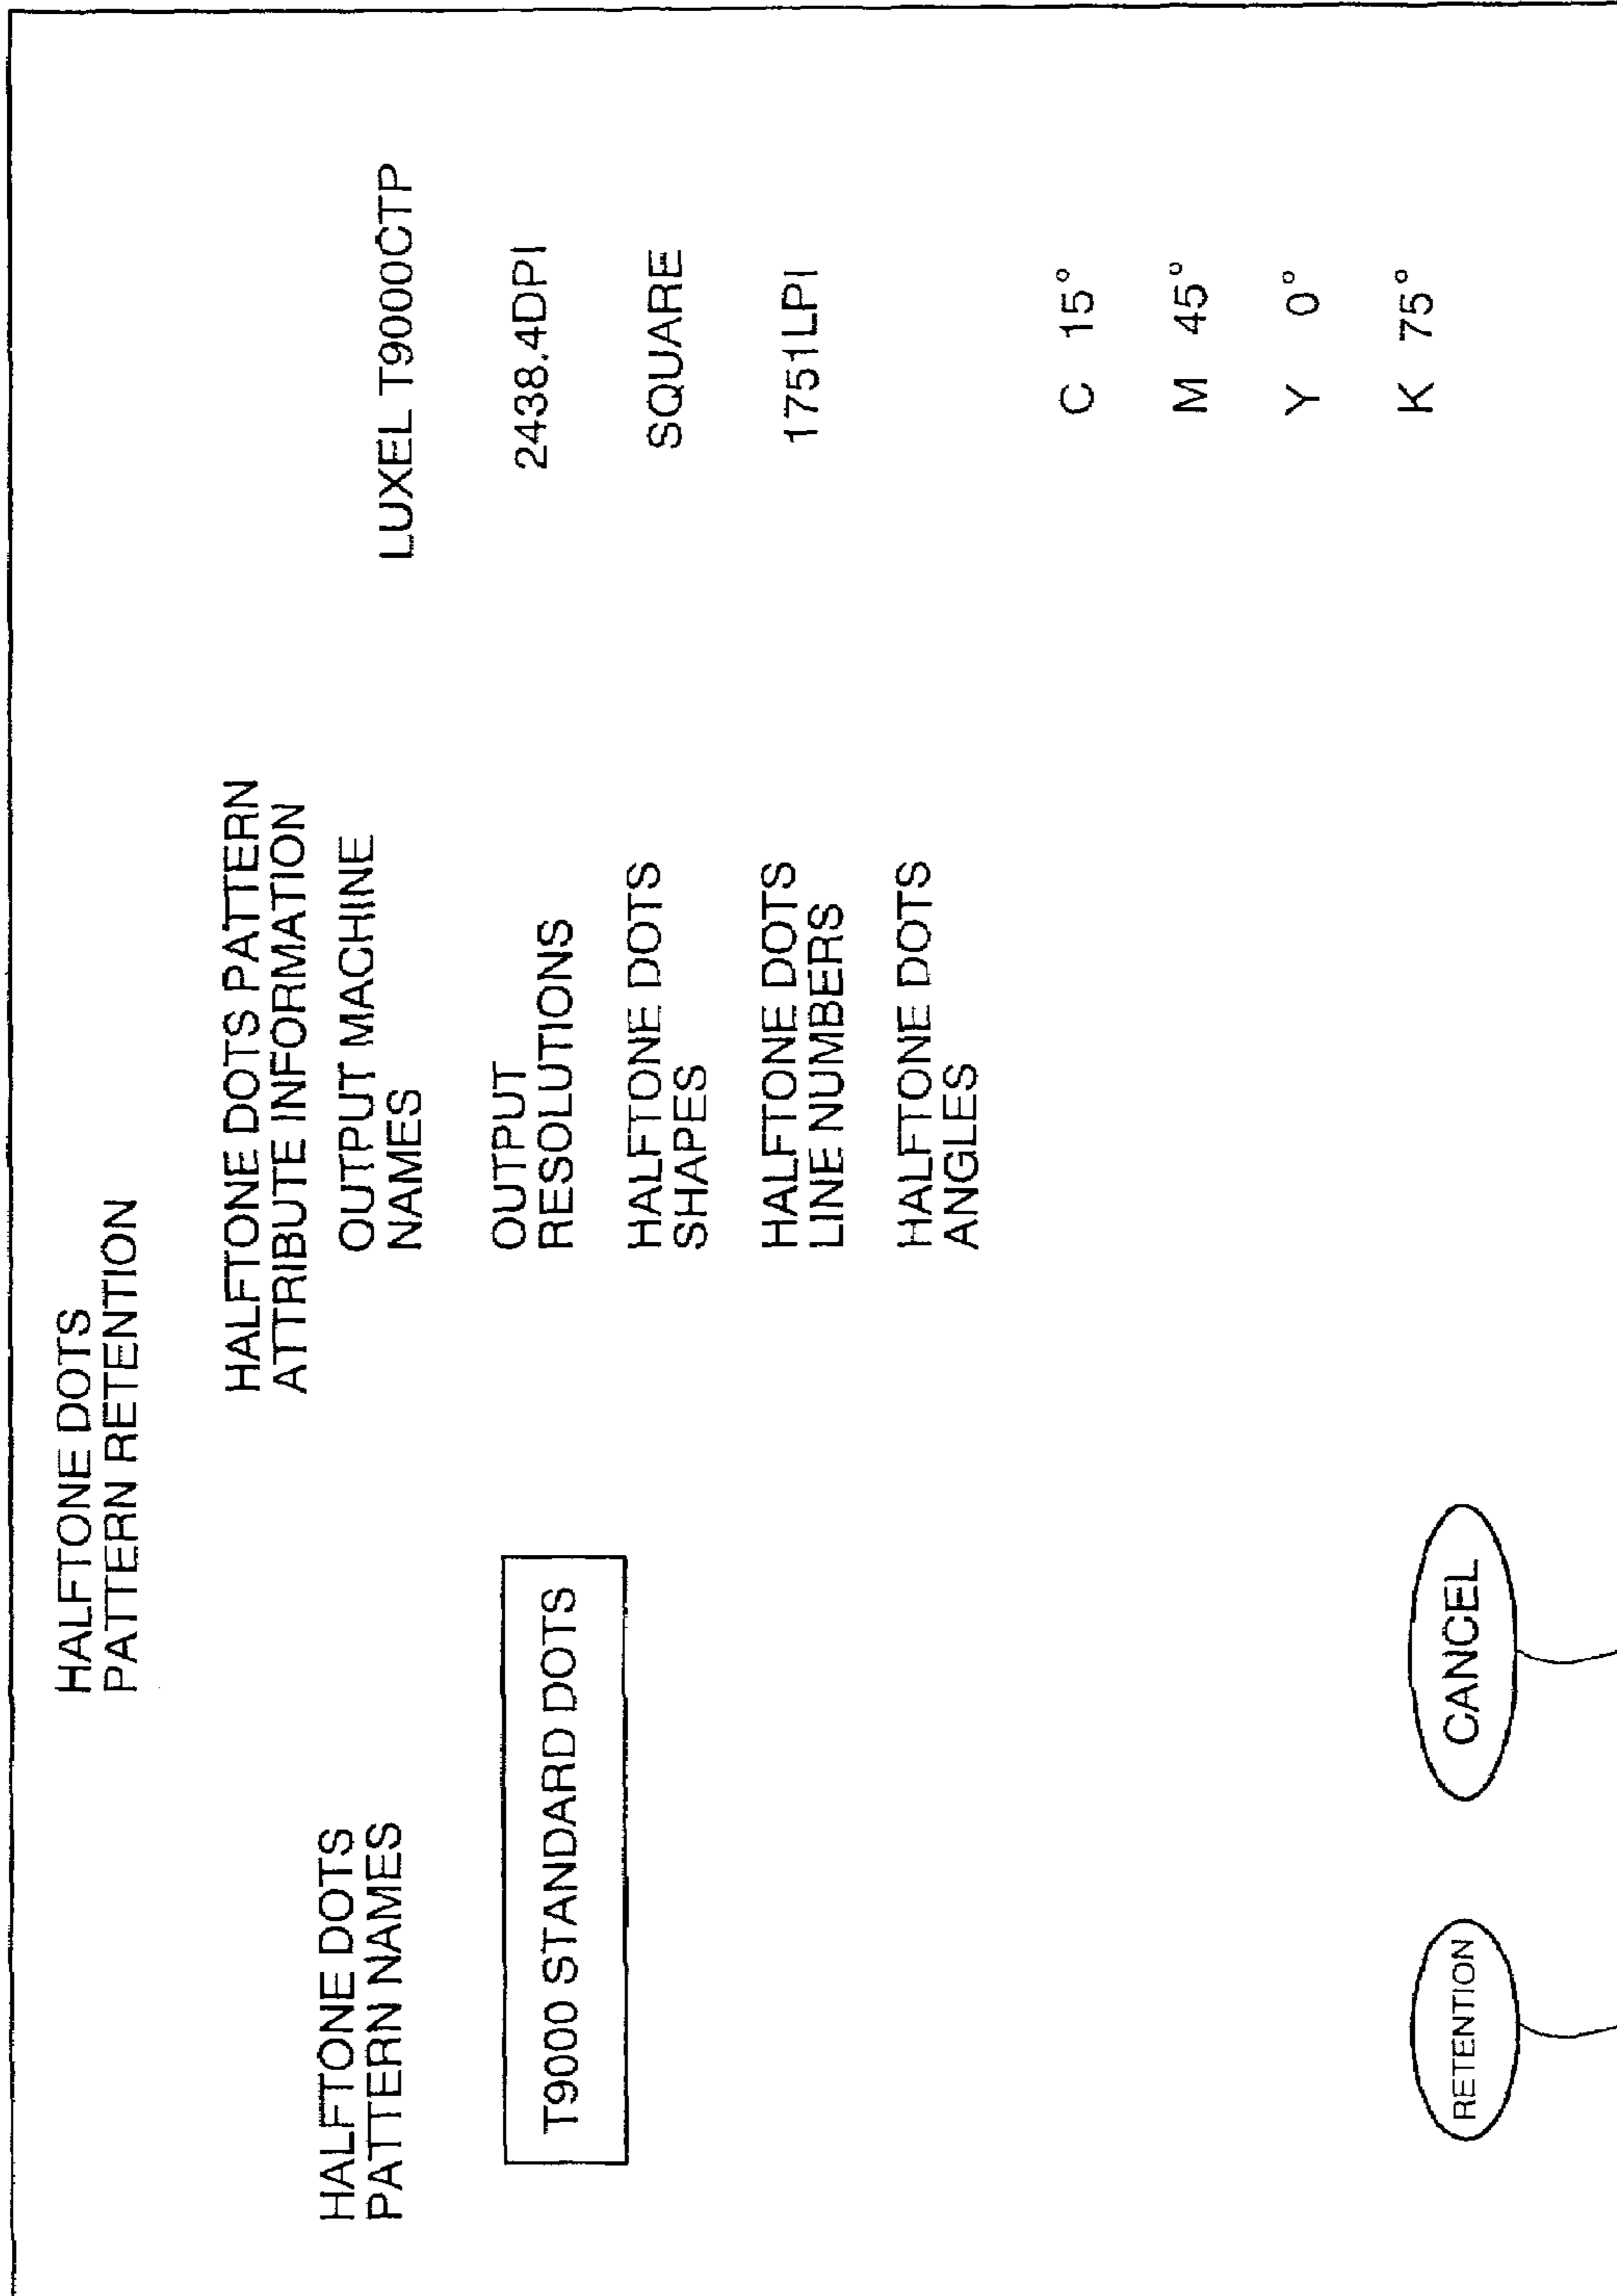 HALFTONE DOTS
PATTERN RETENTION
HALFTONE DOTS
PATTERN NAMES
T9000 STANDARD DOTS
HALFTONE DOTS PATTERN
ATTRIBUTE INFORMATION
OUTPUT MACHINE
NAMES
LUXEL T9000CTP
OUTPUT
RESOLUTIONS
2438.4DPI
HALFTONE DOTS
SHAPES
SQUARE
HALFTONE DOTS
LINE NUMBERS
1751LPI
HALFTONE DOTS
ANGLES
C 15°
M 45°
Y 0°
K 75°
RETENTION
CANCEL